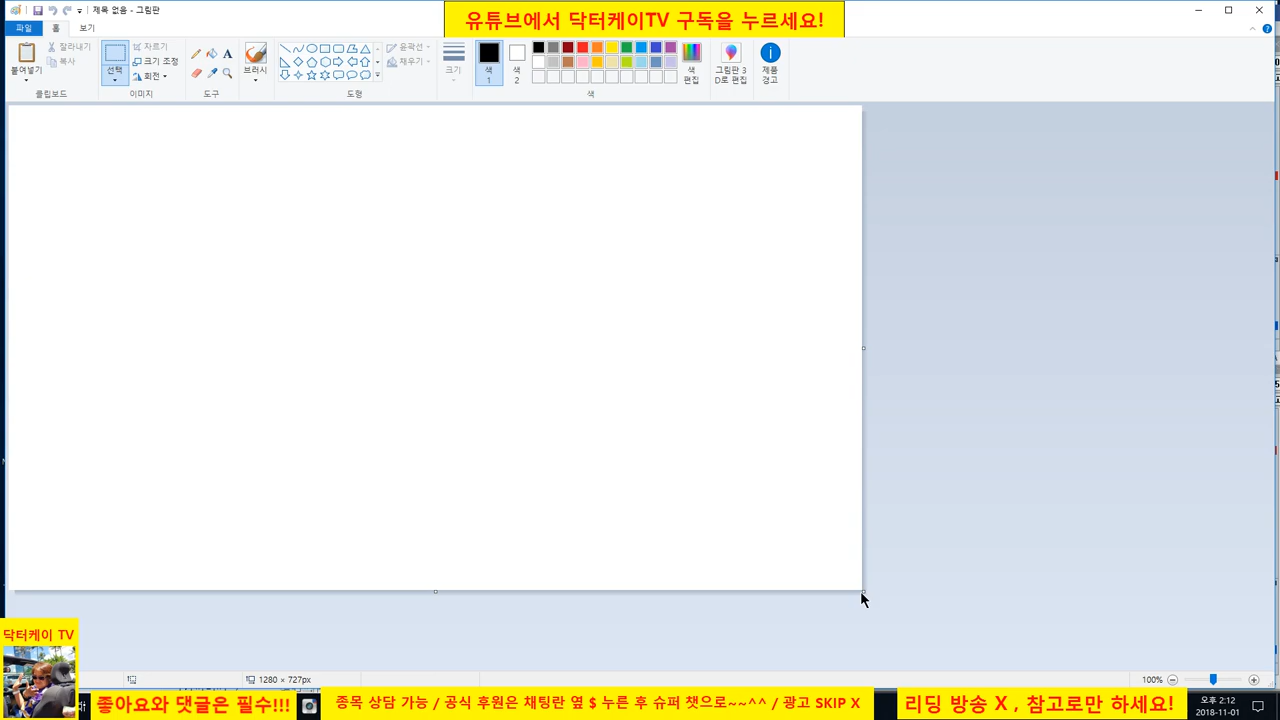 제목 없음 - 그림판
유튜브에서 닥터케이TV 구독을 누르세요!
파일 홈 보기
붙여넣기
잘라내기
복사
클립보드
선택
자르기
크기 조정
회전
이미지
도구
브러시
도형
윤곽선
채우기
크기
색
1
색
2
색
편집
색
그림판 3
D로 편집
제품
경고
닥터케이 TV
1280 × 727px
100%
좋아요와 댓글은 필수!!!
종목 상담 가능 / 공식 후원은 채팅란 옆 $ 누른 후 슈퍼 챗으로~~^^ / 광고 SKIP X
리딩 방송 X , 참고로만 하세요!
오후 2:12
2018-11-01